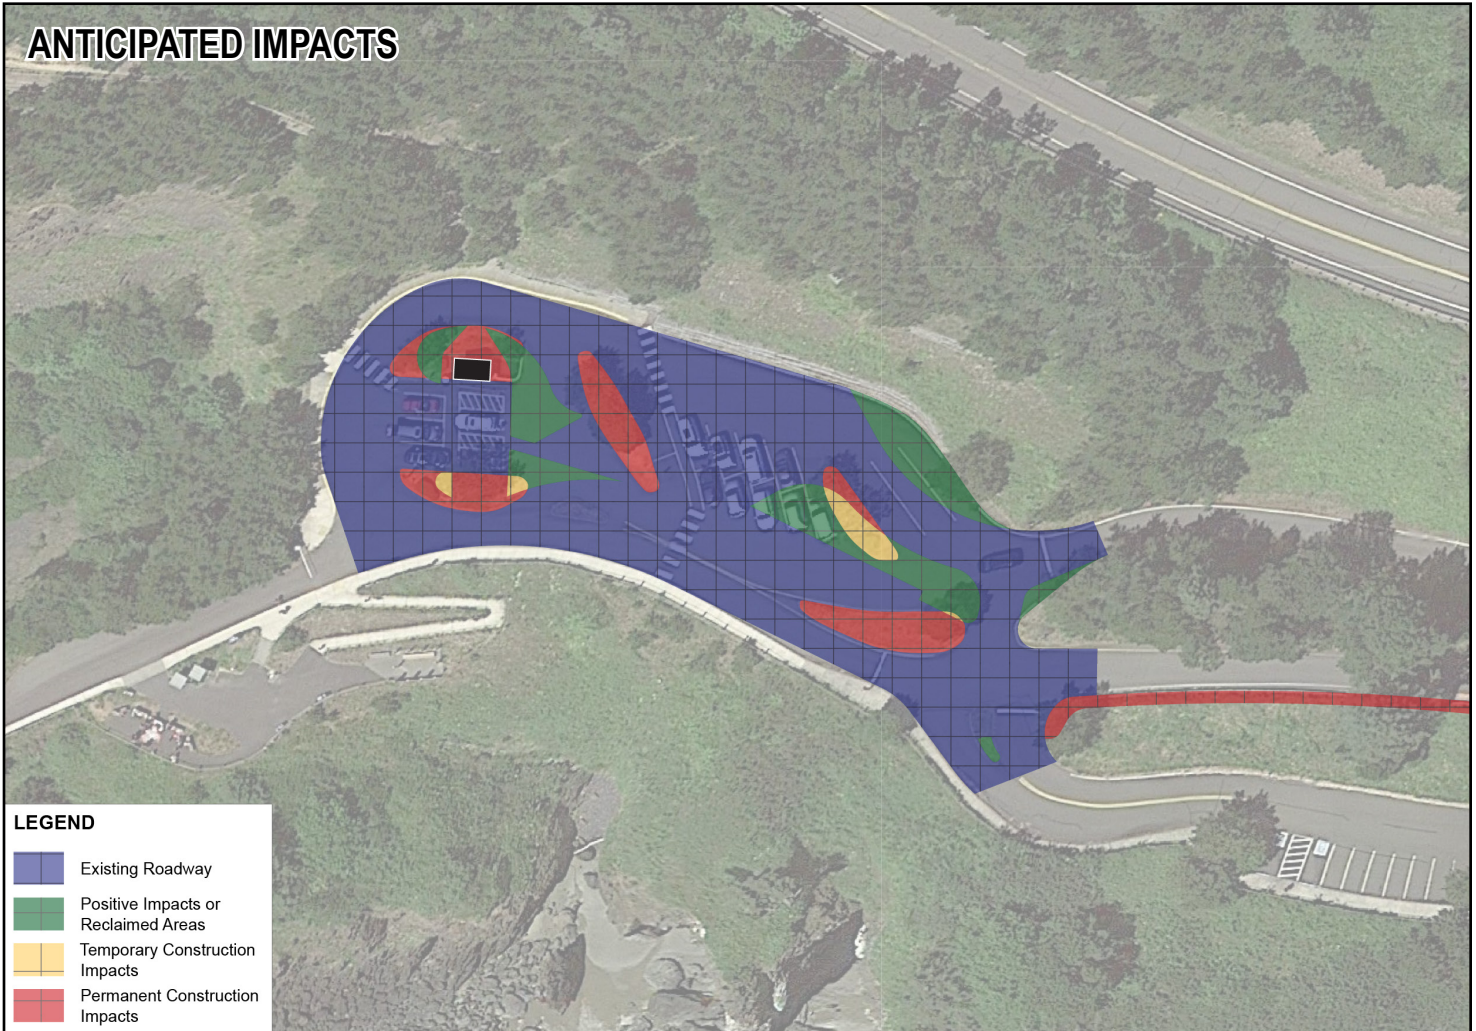 ANTICIPATED IMPACTS
LEGEND
Existing Roadway
Positive Impacts or
Reclaimed Areas
Temporary Construction
Impacts
Permanent Construction
Impacts